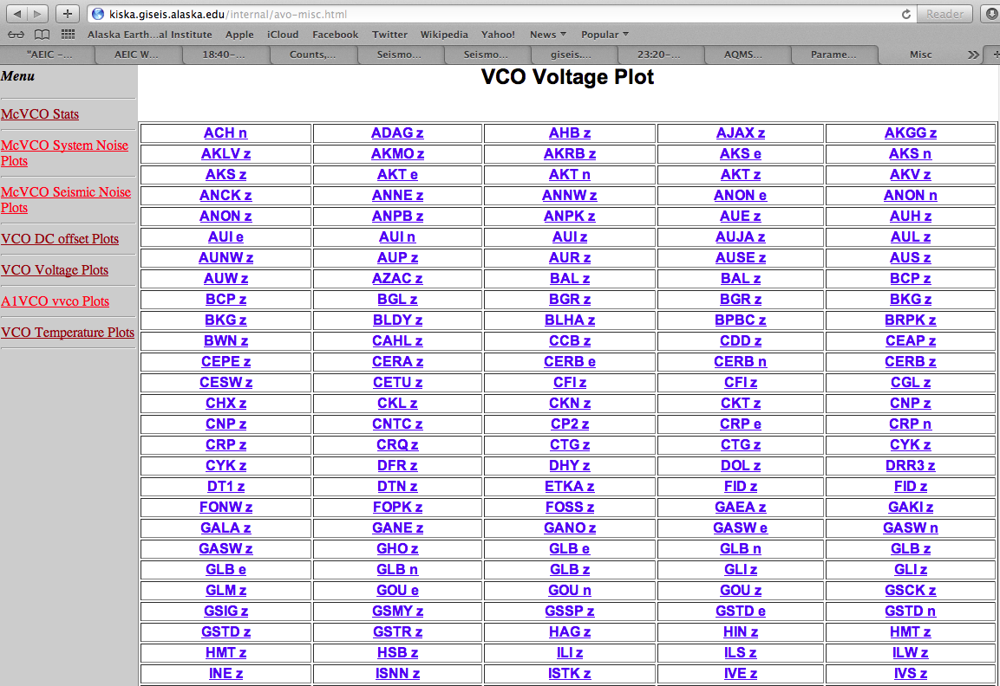 kiska.giseis.alaska.edu/internal/avo-misc.html
Reader
Alaska Earth...al Institute Apple iCloud Facebook Twitter Wikipedia Yahoo! News Popular
"AEIC -... AEIC W... 18:40-... Counts,... Seismo... Seismo... giseis.... 23:20-... AQMS... Parame... Misc
Menu
McVCO Stats
McVCO System Noise
Plots
McVCO Seismic Noise
Plots
VCO DC offset Plots
VCO Voltage Plots
A1VCO vvco Plots
VCO Temperature Plots
VCO Voltage Plot
ACH n ADAG z AHB z AJAX z AKGG z
AKLV z AKMO z AKRB z AKS e AKS n
AKS z AKT e AKT n AKT z AKV z
ANCK z ANNE z ANNW z ANON e ANON n
ANON z ANPB z ANPK z AUE z AUH z
AUI e AUI n AUI z AUJA z AUL z
AUNW z AUP z AUR z AUSE z AUS z
AUW z AZAC z BAL z BAL z BCP z
BCP z BGL z BGR z BGR z BKG z
BKG z BLDY z BLHA z BPBC z BRPK z
BWN z CAHL z CCB z CDD z CEAP z
CEPE z CERA z CERB e CERB n CERB z
CESW z CETU z CFI z CFI z CGL z
CHX z CKL z CKN z CKT z CNP z
CNP z CNTC z CP2 z CRP e CRP n
CRP z CRQ z CTG z CTG z CYK z
CYK z DFR z DHY z DOL z DRR3 z
DT1 z DTN z ETKA z FID z FID z
FONW z FOPK z FOSS z GAEA z GAKI z
GALA z GANE z GANO z GASW e GASW n
GASW z GHO z GLB e GLB n GLB z
GLB e GLB n GLB z GLI z GLI z
GLM z GOU e GOU n GOU z GSCK z
GSIG z GSMY z GSSP z GSTD e GSTD n
GSTD z GSTR z HAG z HIN z HMT z
HMT z HSB z ILI z ILS z ILW z
INE z ISNN z ISTK z IVE z IVS z